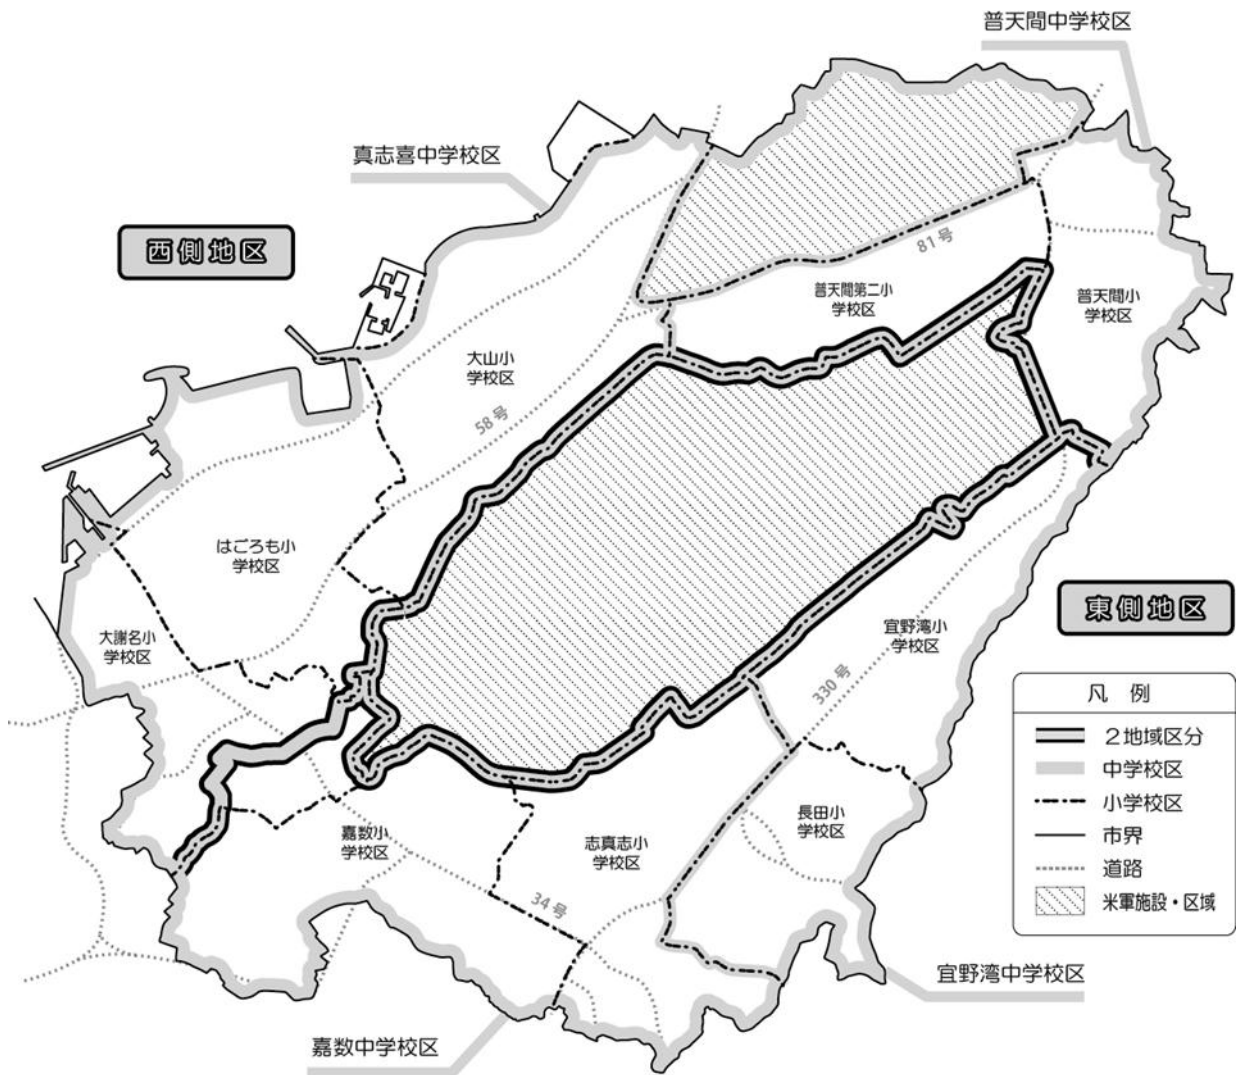 普天間中学校区
真志喜中学校区
西側地区
81号
普天間第二小
学校区
普天間小
学校区
大山小
学校区
58号
はごろも小
学校区
大謝名小
学校区
宜野湾小
学校区
東側地区
330号
凡 例
２地域区分
中学校区
小学校区
市界
道路
米軍施設・区域
長田小
学校区
嘉数小
学校区
志真志小
学校区
34号
宜野湾中学校区
嘉数中学校区